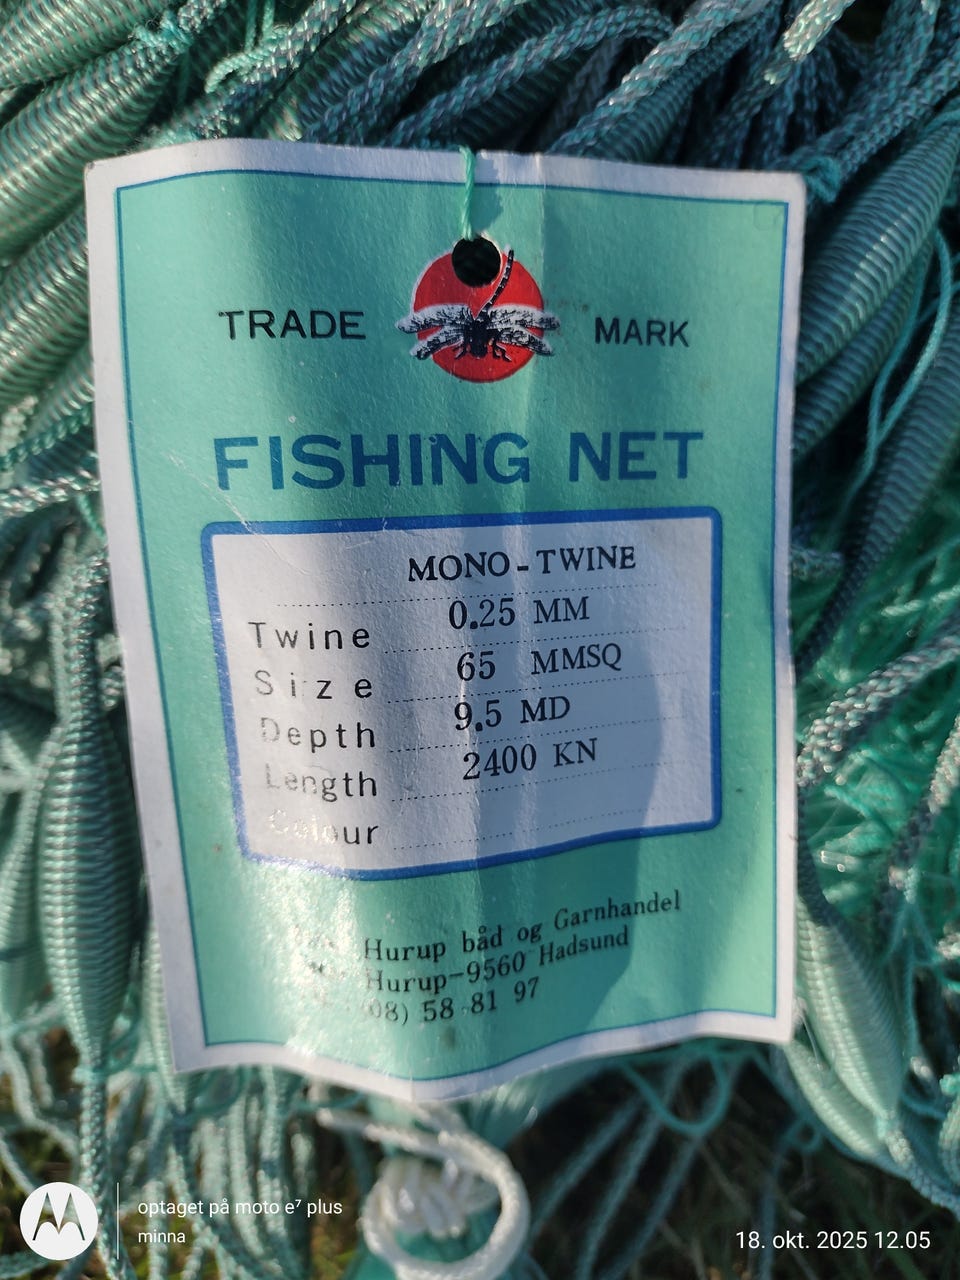 TRADE MARK
FISHING NET
MONO-TWINE
Twine 0.25 MM
Size 65 MMSQ
Depth 9.5 MD
Length 2400 KN
Colour
Hurup båd og Garnhandel
Hurup-9560 Hadsund
(08) 58 81 97
optaget på moto e⁷ plus
minna
18. okt. 2025 12.05